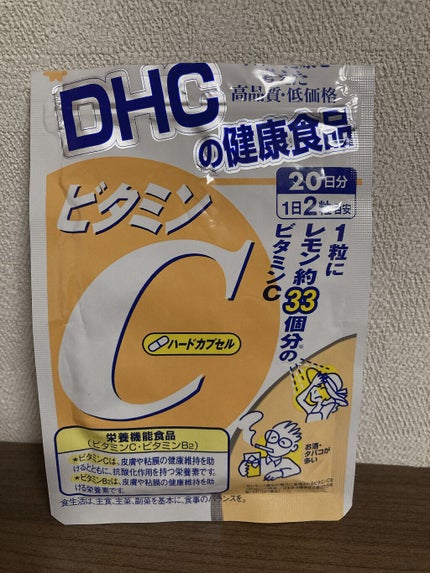 高品質・低価格
DHC
の健康食品
20日分
1日2粒目安
ビタミン
C
1粒に
レモン約33個分の
ビタミンC
ハードカプセル
栄養機能食品
(ビタミンC・ビタミンB2)
★ビタミンCは、皮膚や粘膜の健康維持を助
けるとともに、抗酸化作用を持つ栄養素です。
★ビタミンB2は、皮膚や粘膜の健康維持を助
ける栄養素です。
お酒・
タバコが
多い
食生活は、主食、主菜、副菜を基本に、食事のバランスを。